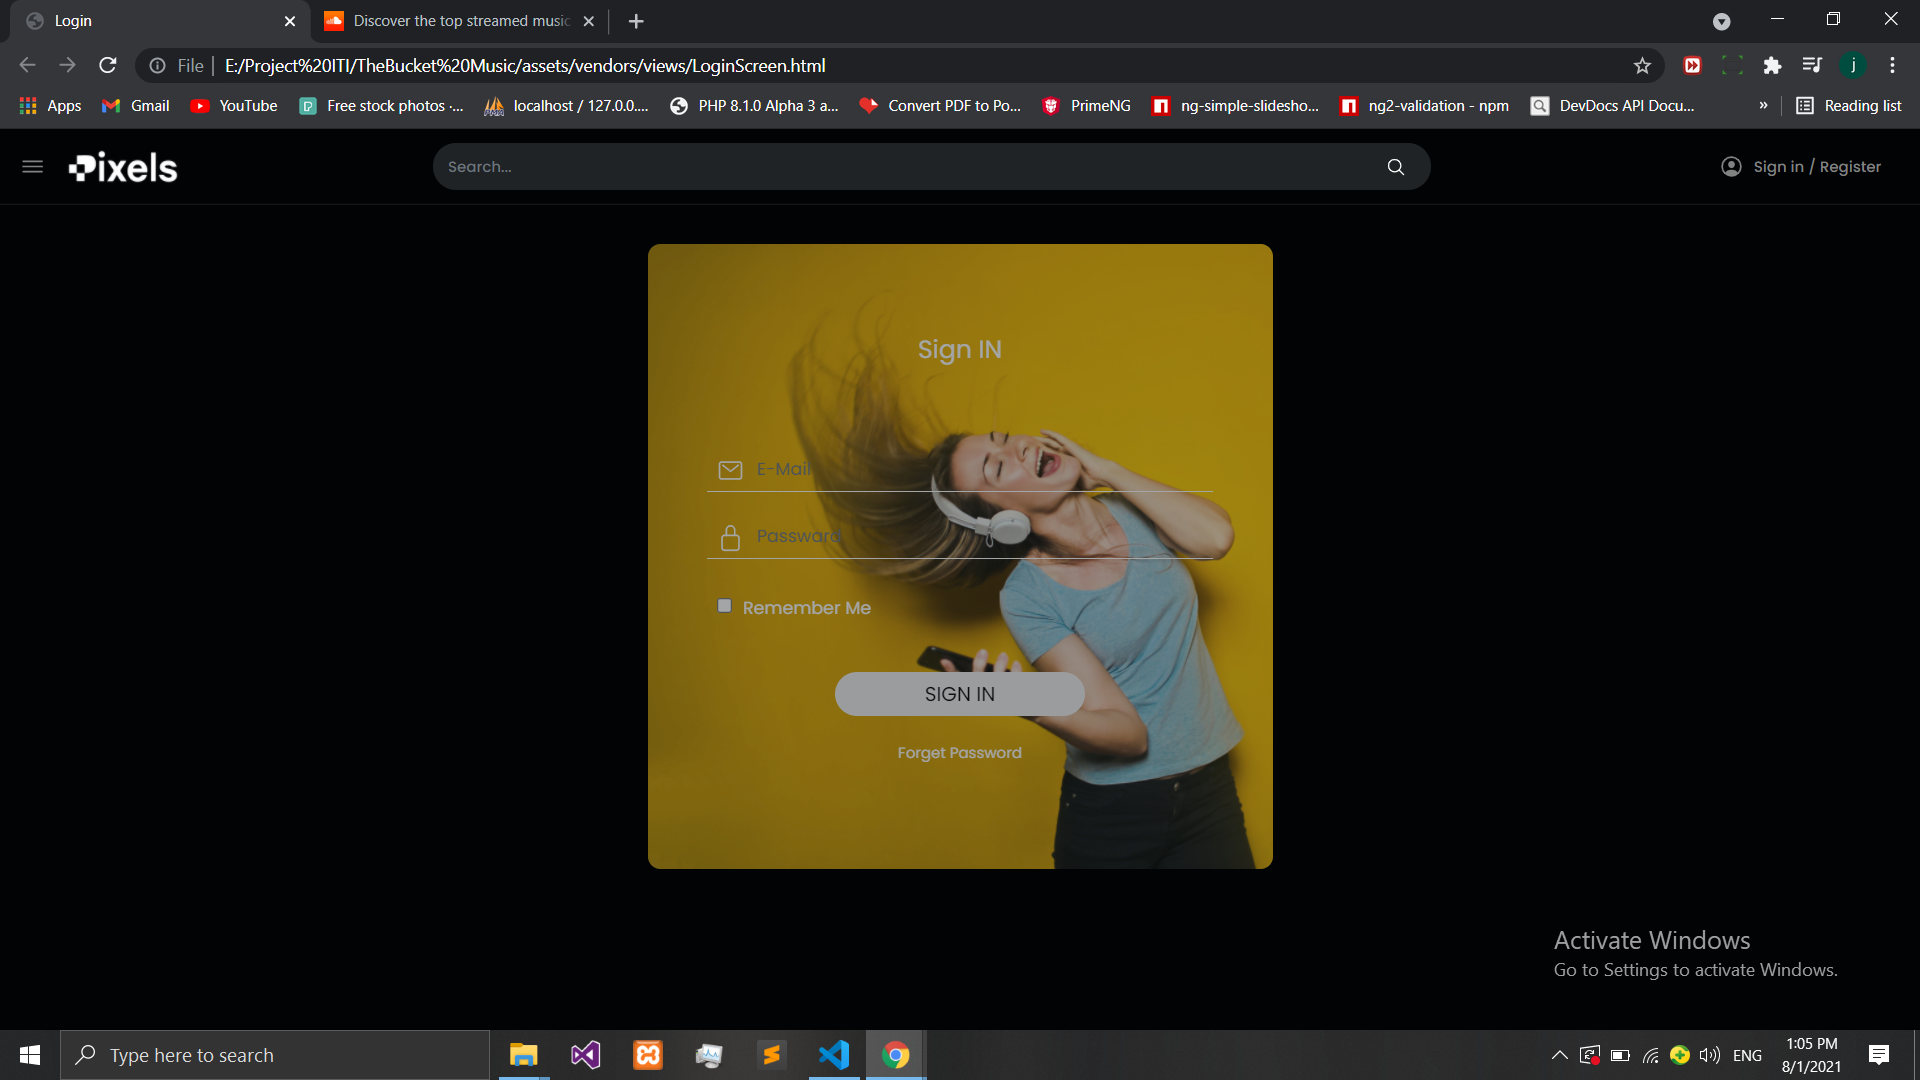 Login
Discover the top streamed music
File
E:/Project%20ITI/TheBucket%20Music/assets/vendors/views/LoginScreen.html
j
Apps
Gmail
YouTube
Free stock photos ·...
localhost / 127.0.0....
PHP 8.1.0 Alpha 3 a...
Convert PDF to Po...
PrimeNG
ng-simple-slidesho...
ng2-validation - npm
DevDocs API Docu...
»
Reading list
Pixels
Search...
Sign in / Register
Sign IN
E-Mail
Password
Remember Me
SIGN IN
Forget Password
Activate Windows
Go to Settings to activate Windows.
Type here to search
ENG
1:05 PM
8/1/2021